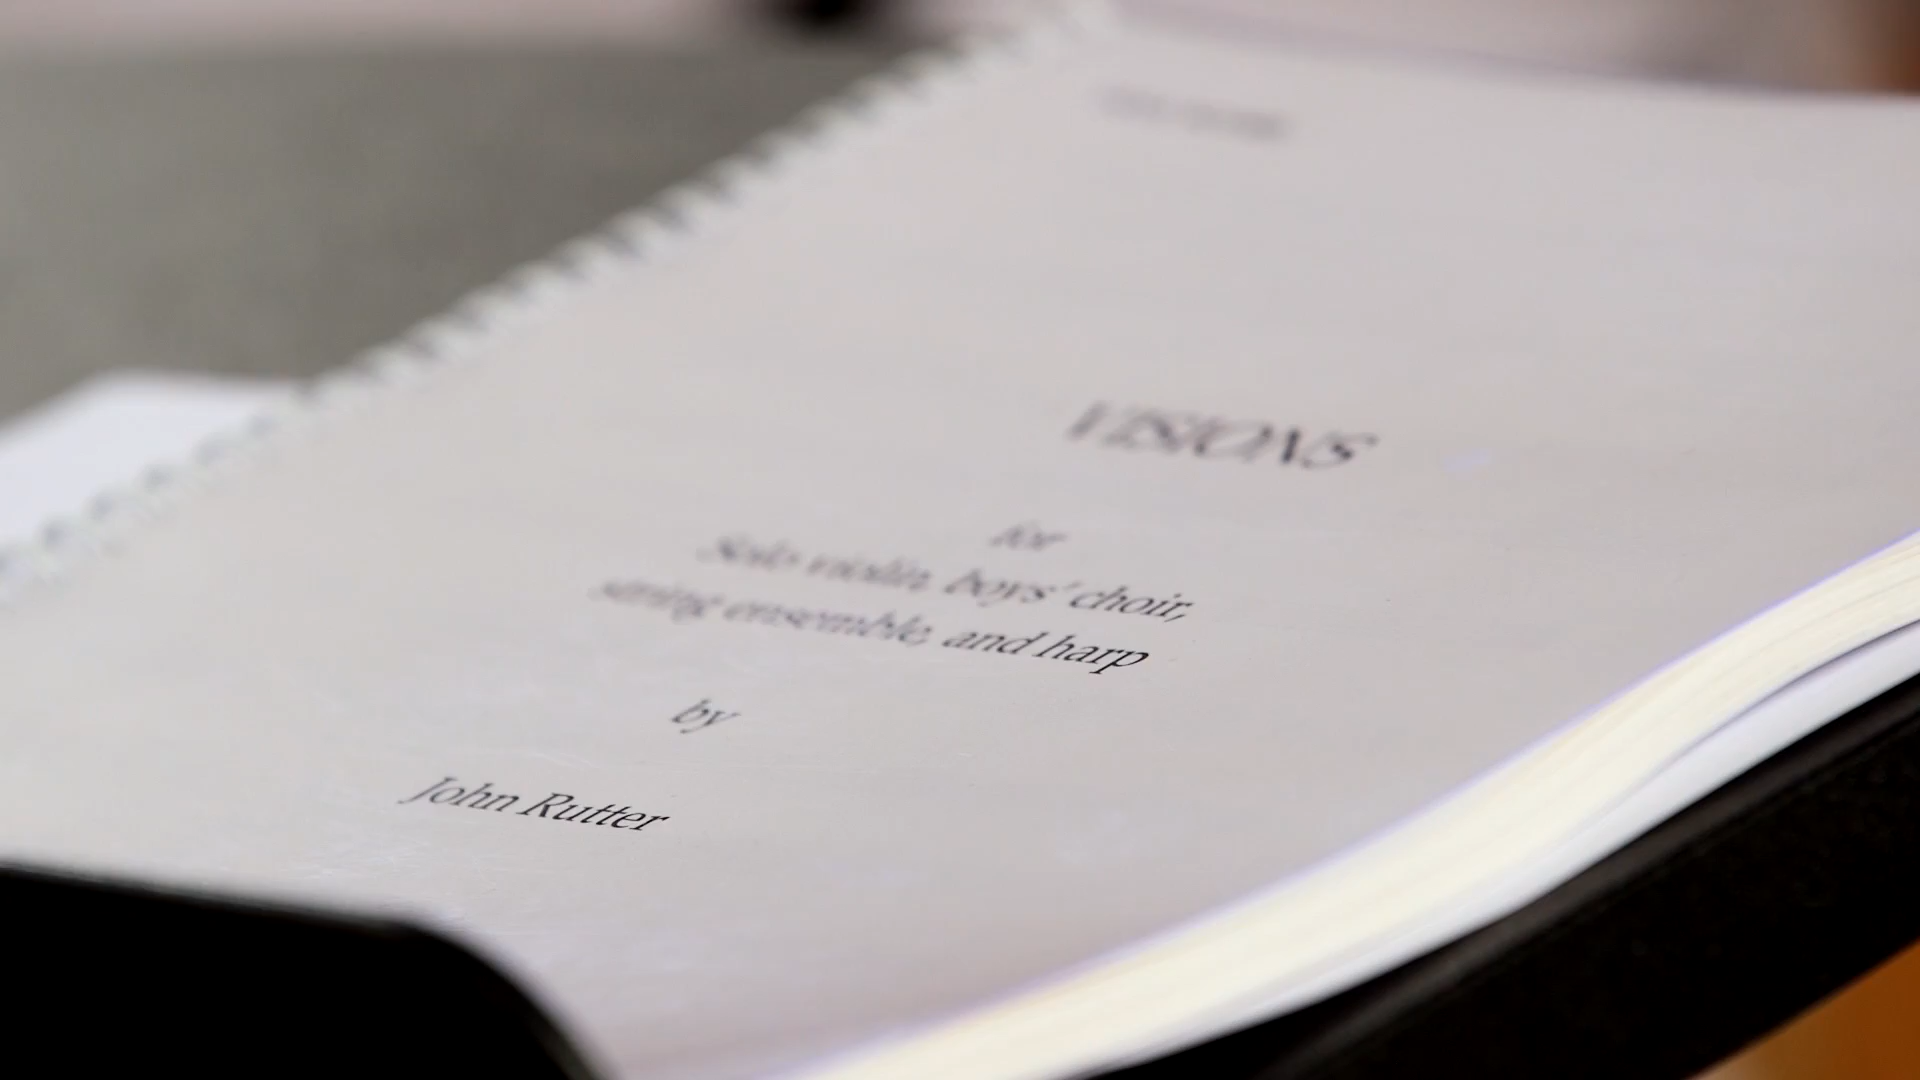 VISIONS
for
Solo violin, boys' choir,
string ensemble, and harp
by
John Rutter